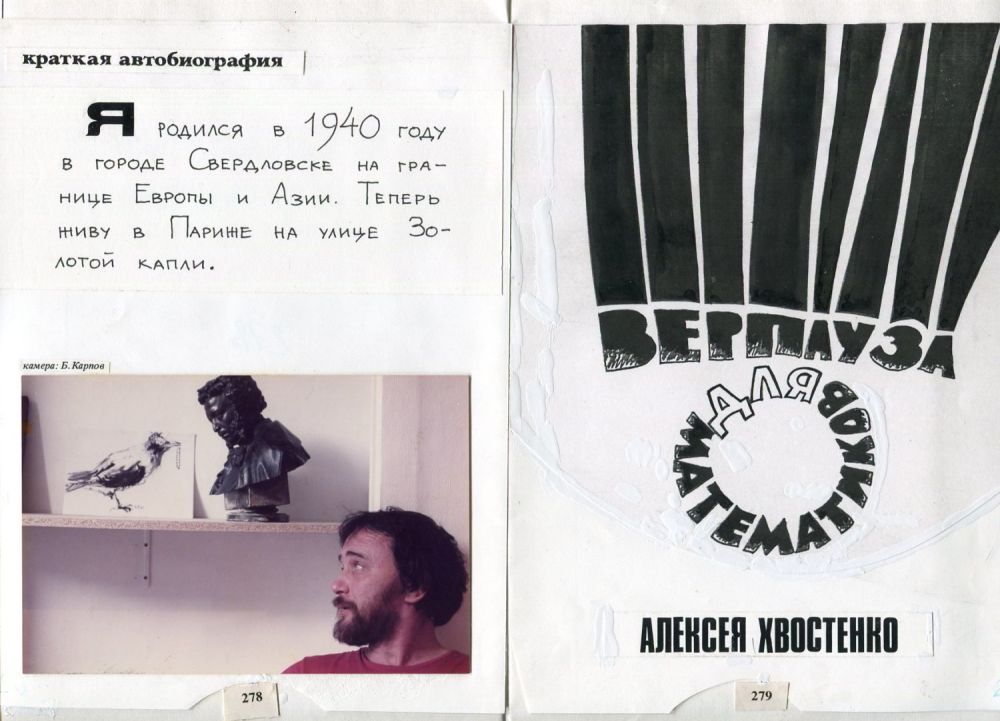 краткая автобиография
Я РОДИЛСЯ В 1940 ГОДУ
В ГОРОДЕ СВЕРДЛОВСКЕ НА ГРА-
НИЦЕ ЕВРОПЫ И АЗИИ. ТЕПЕРЬ
ЖИВУ В ПАРИЖЕ НА УЛИЦЕ ЗО-
ЛОТОЙ КАПЛИ.
камера: Б. Карпов
278
ВЕРПАУЗА
ДЛЯ
МАТЕМАТИКОВ
АЛЕКСЕЯ ХВОСТЕНКО
279